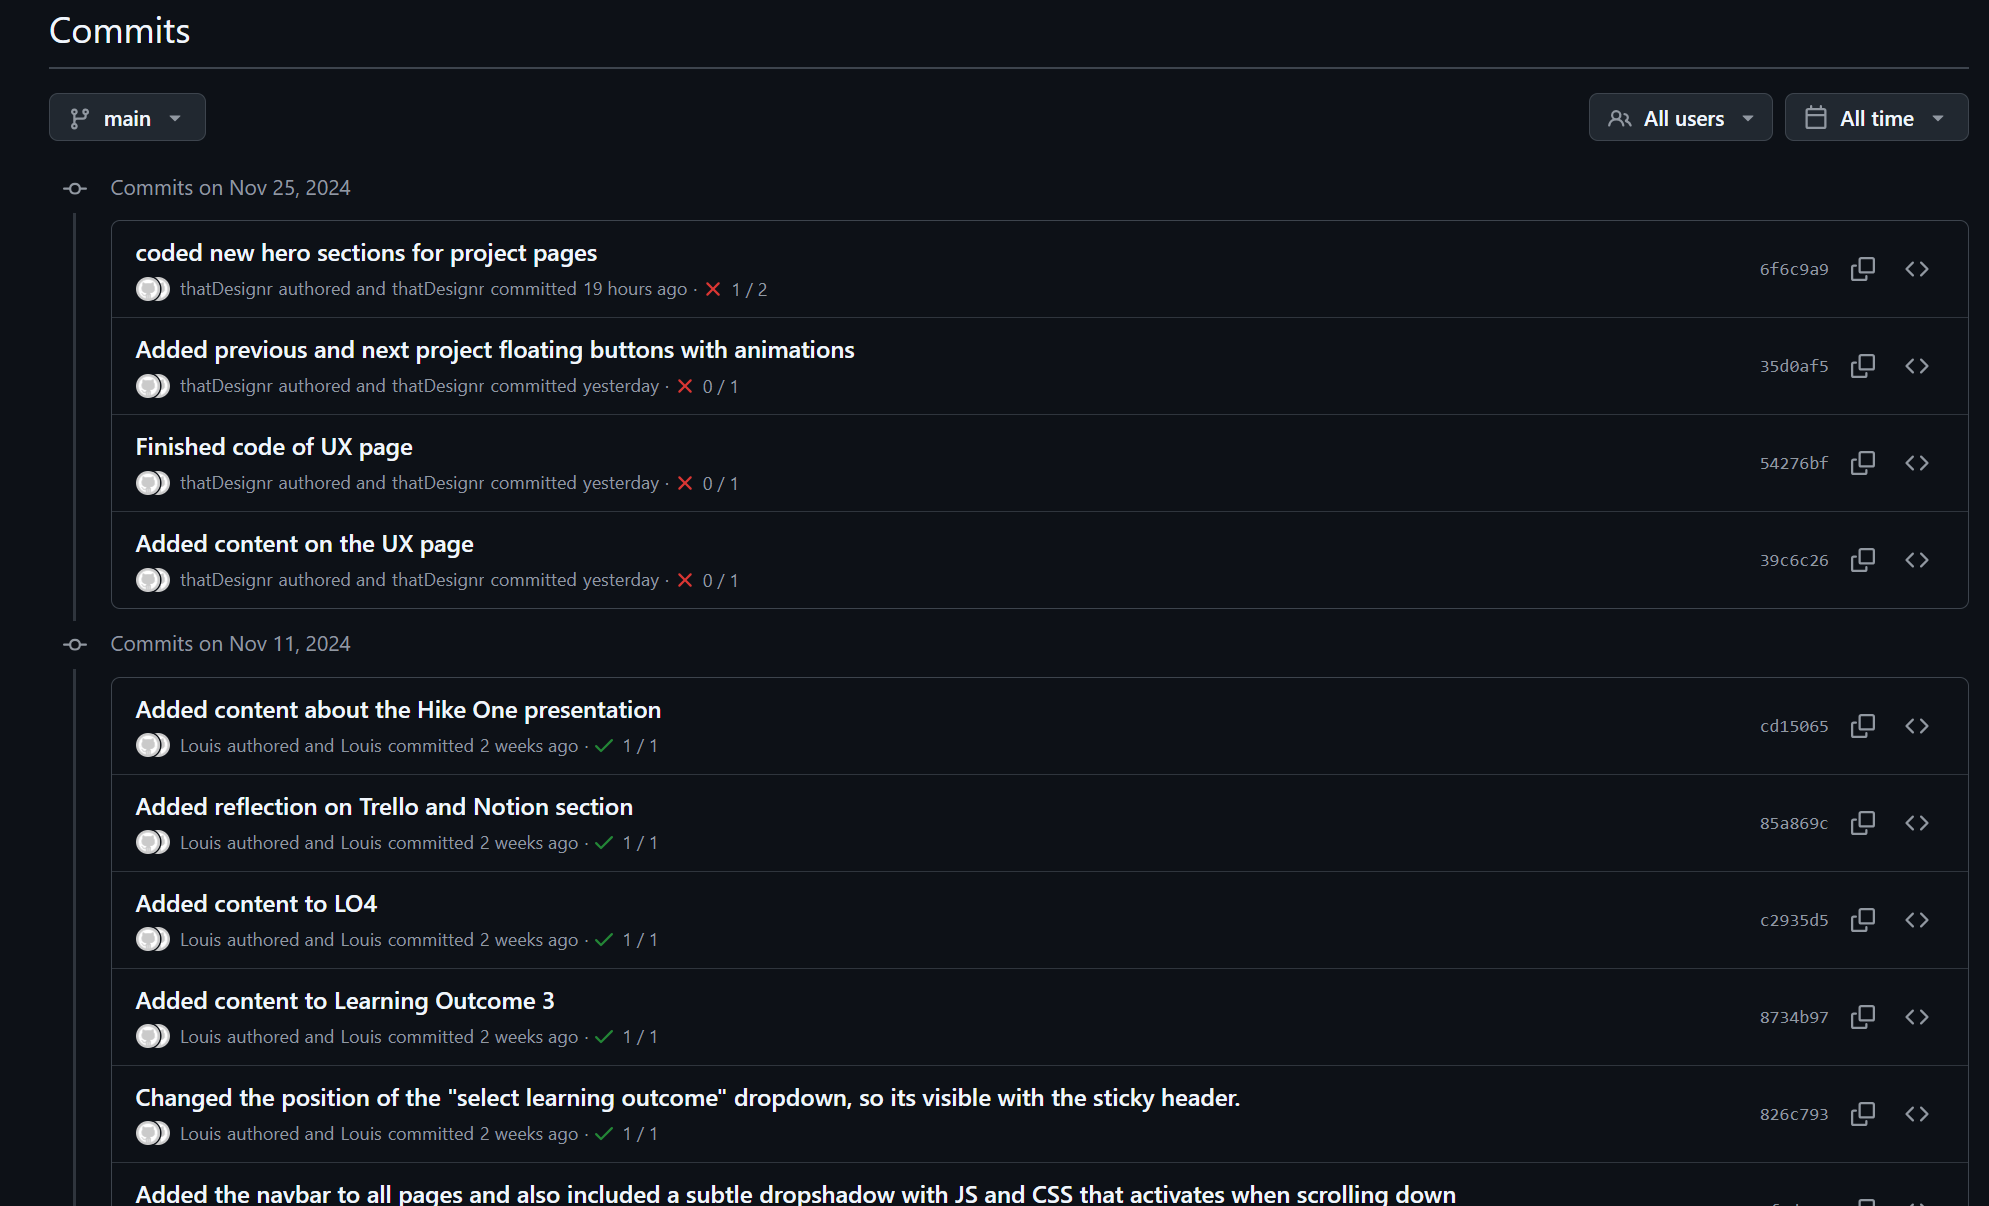 Commits
main
All users
All time
Commits on Nov 25, 2024
coded new hero sections for project pages
thatDesignr authored and thatDesignr committed 19 hours ago · 1 / 2
6f6c9a9
Added previous and next project floating buttons with animations
thatDesignr authored and thatDesignr committed yesterday · 0 / 1
35d0af5
Finished code of UX page
thatDesignr authored and thatDesignr committed yesterday · 0 / 1
54276bf
Added content on the UX page
thatDesignr authored and thatDesignr committed yesterday · 0 / 1
39c6c26
Commits on Nov 11, 2024
Added content about the Hike One presentation
Louis authored and Louis committed 2 weeks ago · 1 / 1
cd15065
Added reflection on Trello and Notion section
Louis authored and Louis committed 2 weeks ago · 1 / 1
85a869c
Added content to LO4
Louis authored and Louis committed 2 weeks ago · 1 / 1
c2935d5
Added content to Learning Outcome 3
Louis authored and Louis committed 2 weeks ago · 1 / 1
8734b97
Changed the position of the "select learning outcome" dropdown, so its visible with the sticky header.
Louis authored and Louis committed 2 weeks ago · 1 / 1
826c793
Added the navbar to all pages and also included a subtle dropshadow with JS and CSS that activates when scrolling down